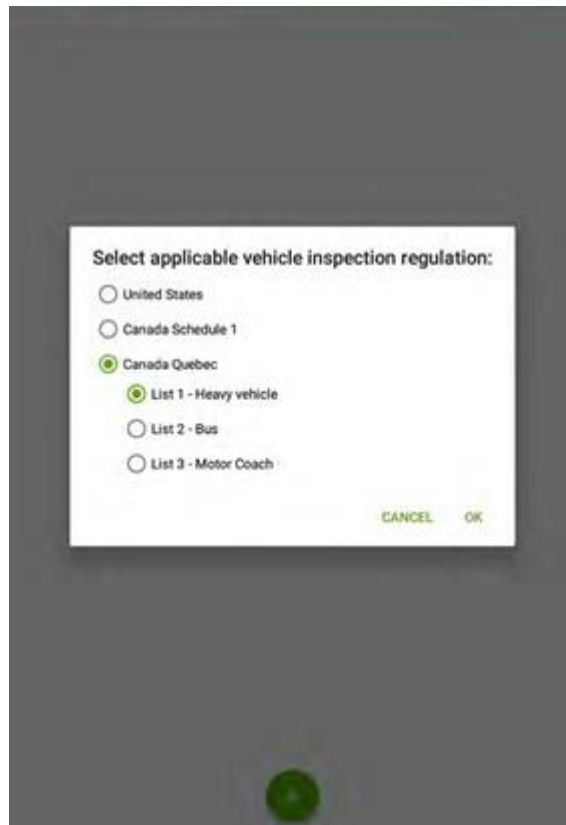 Select applicable vehicle inspection regulation:
United States
Canada Schedule 1
Canada Quebec
List 1 - Heavy vehicle
List 2 - Bus
List 3 - Motor Coach
CANCEL OK